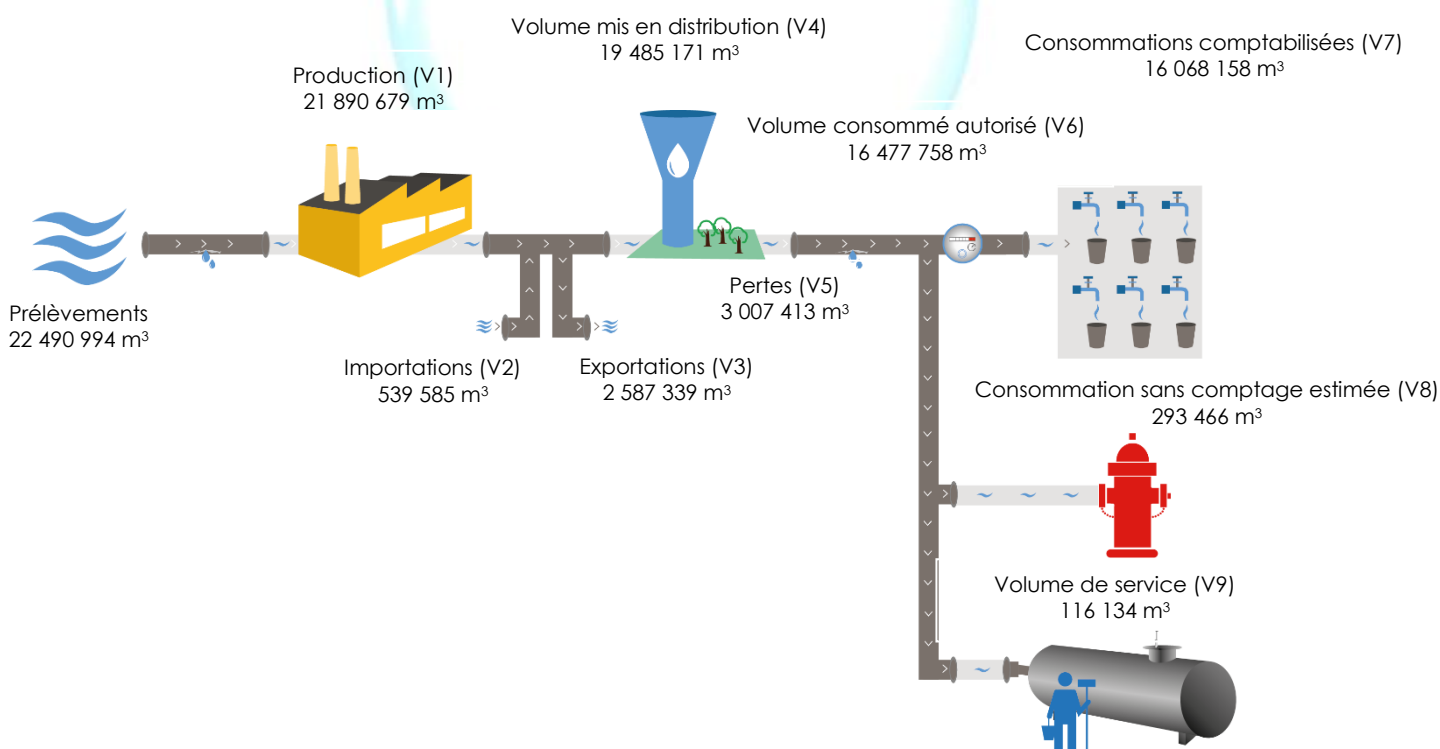 Volume mis en distribution (V4)
19 485 171 m³
Consommations comptabilisées (V7)
16 068 158 m³
Production (V1)
21 890 679 m³
Volume consommé autorisé (V6)
16 477 758 m³
Prélèvements
22 490 994 m³
Pertes (V5)
3 007 413 m³
Importations (V2)
539 585 m³
Exportations (V3)
2 587 339 m³
Consommation sans comptage estimée (V8)
293 466 m³
Volume de service (V9)
116 134 m³